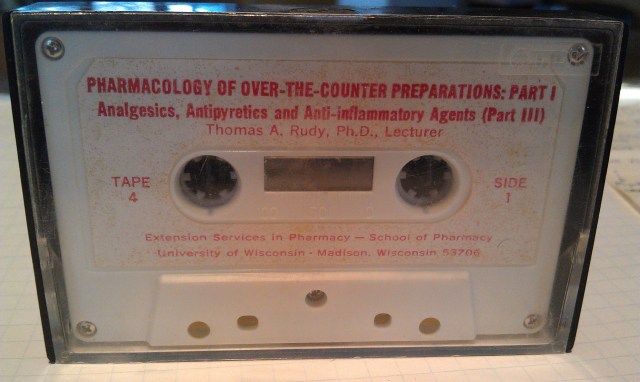 PHARMACOLOGY OF OVER-THE-COUNTER PREPARATIONS: PART I
Analgesics, Antipyretics and Anti-inflammatory Agents (Part III)
Thomas A. Rudy, Ph.D., Lecturer
TAPE
4
SIDE
1
Extension Services in Pharmacy — School of Pharmacy
University of Wisconsin - Madison, Wisconsin 53706